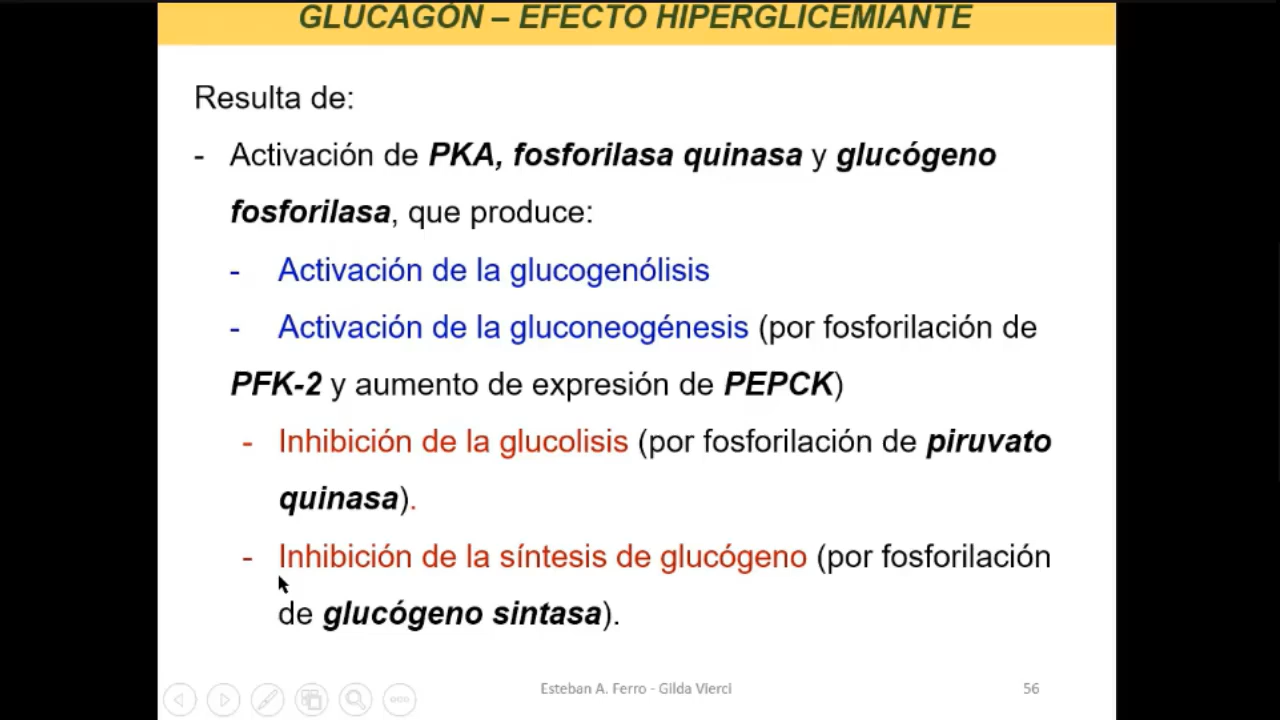 GLUCAGÓN – EFECTO HIPERGLICEMIANTE
Resulta de:
- Activación de PKA, fosforilasa quinasa y glucógeno
fosforilasa, que produce:
- Activación de la glucogenólisis
- Activación de la gluconeogénesis (por fosforilación de
PFK-2 y aumento de expresión de PEPCK)
- Inhibición de la glucolisis (por fosforilación de piruvato
quinasa).
- Inhibición de la síntesis de glucógeno (por fosforilación
de glucógeno sintasa).
Esteban A. Ferro - Gilda Vierci
56